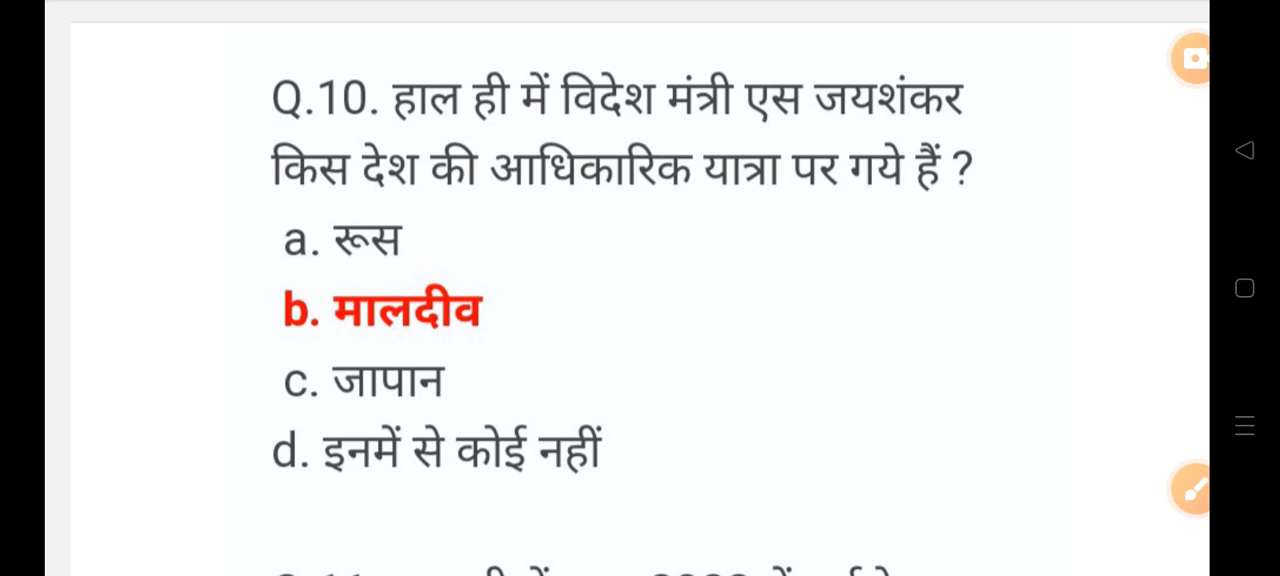 Q.10. हाल ही में विदेश मंत्री एस जयशंकर
किस देश की आधिकारिक यात्रा पर गये हैं ?
a. रूस
b. मालदीव
c. जापान
d. इनमें से कोई नहीं